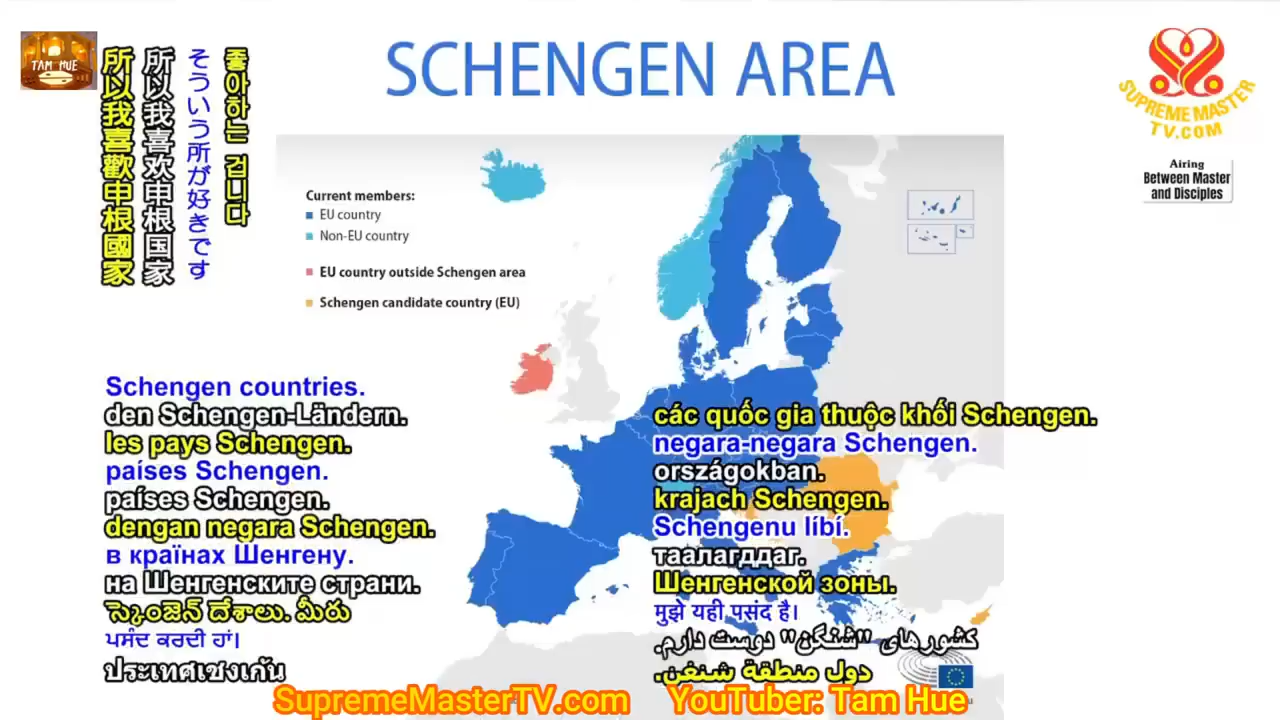 TAM HUE
所以我喜歡申根國家
所以我喜欢申根国家
そういう所が好きです
좋아하는 겁니다
SCHENGEN AREA
SUPREME MASTER
TV.COM
Airing
Between Master
and Disciples
Current members:
EU country
Non-EU country
EU country outside Schengen area
Schengen candidate country (EU)
Schengen countries.
den Schengen-Ländern.
les pays Schengen.
países Schengen.
países Schengen.
dengan negara Schengen.
в країнах Шенгену.
на Шенгенските страни.
స్కెంజెన్ దేశాలు. మీరు
ਪਸੰਦ ਕਰਦੀ ਹਾਂ।
ประเทศเชงเก้น
các quốc gia thuộc khối Schengen.
negara-negara Schengen.
országokban.
krajach Schengen.
Schengenu líbí.
таалагддаг.
Шенгенской зоны.
मुझे यही पसंद है।
کشورهای "شنگن" دوست دارم.
دول منطقة شنغن.
SupremeMasterTV.com
YouTuber: Tam Hue